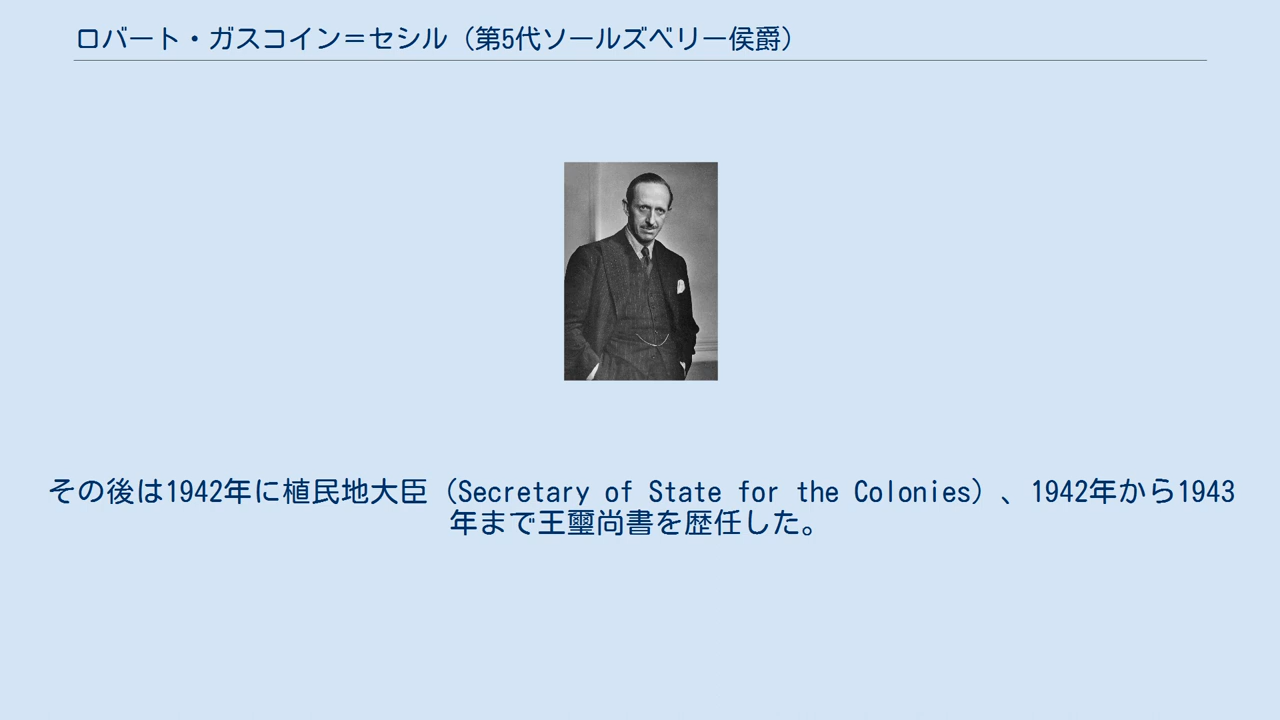 ロバート・ガスコイン＝セシル（第5代ソールズベリー侯爵）
その後は1942年に植民地大臣（Secretary of State for the Colonies）、1942年から1943
年まで王璽尚書を歴任した。